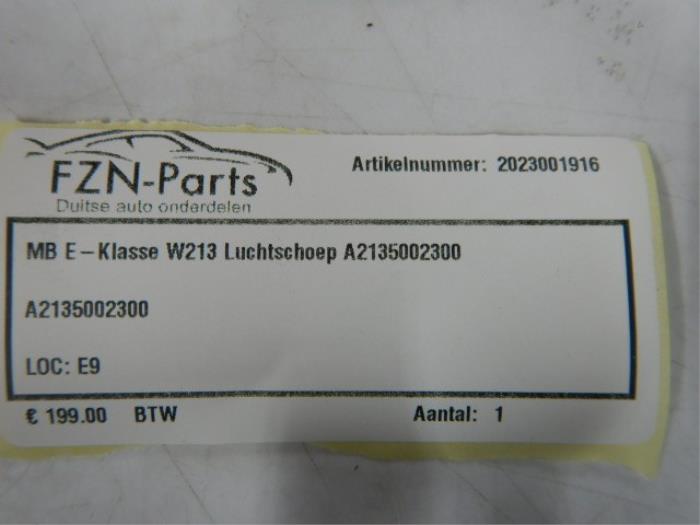 FZN-Parts
Duitse auto onderdelen
Artikelnummer: 2023001916
MB E-Klasse W213 Luchtschoep A2135002300
A2135002300
LOC: E9
€ 199.00 BTW Aantal: 1